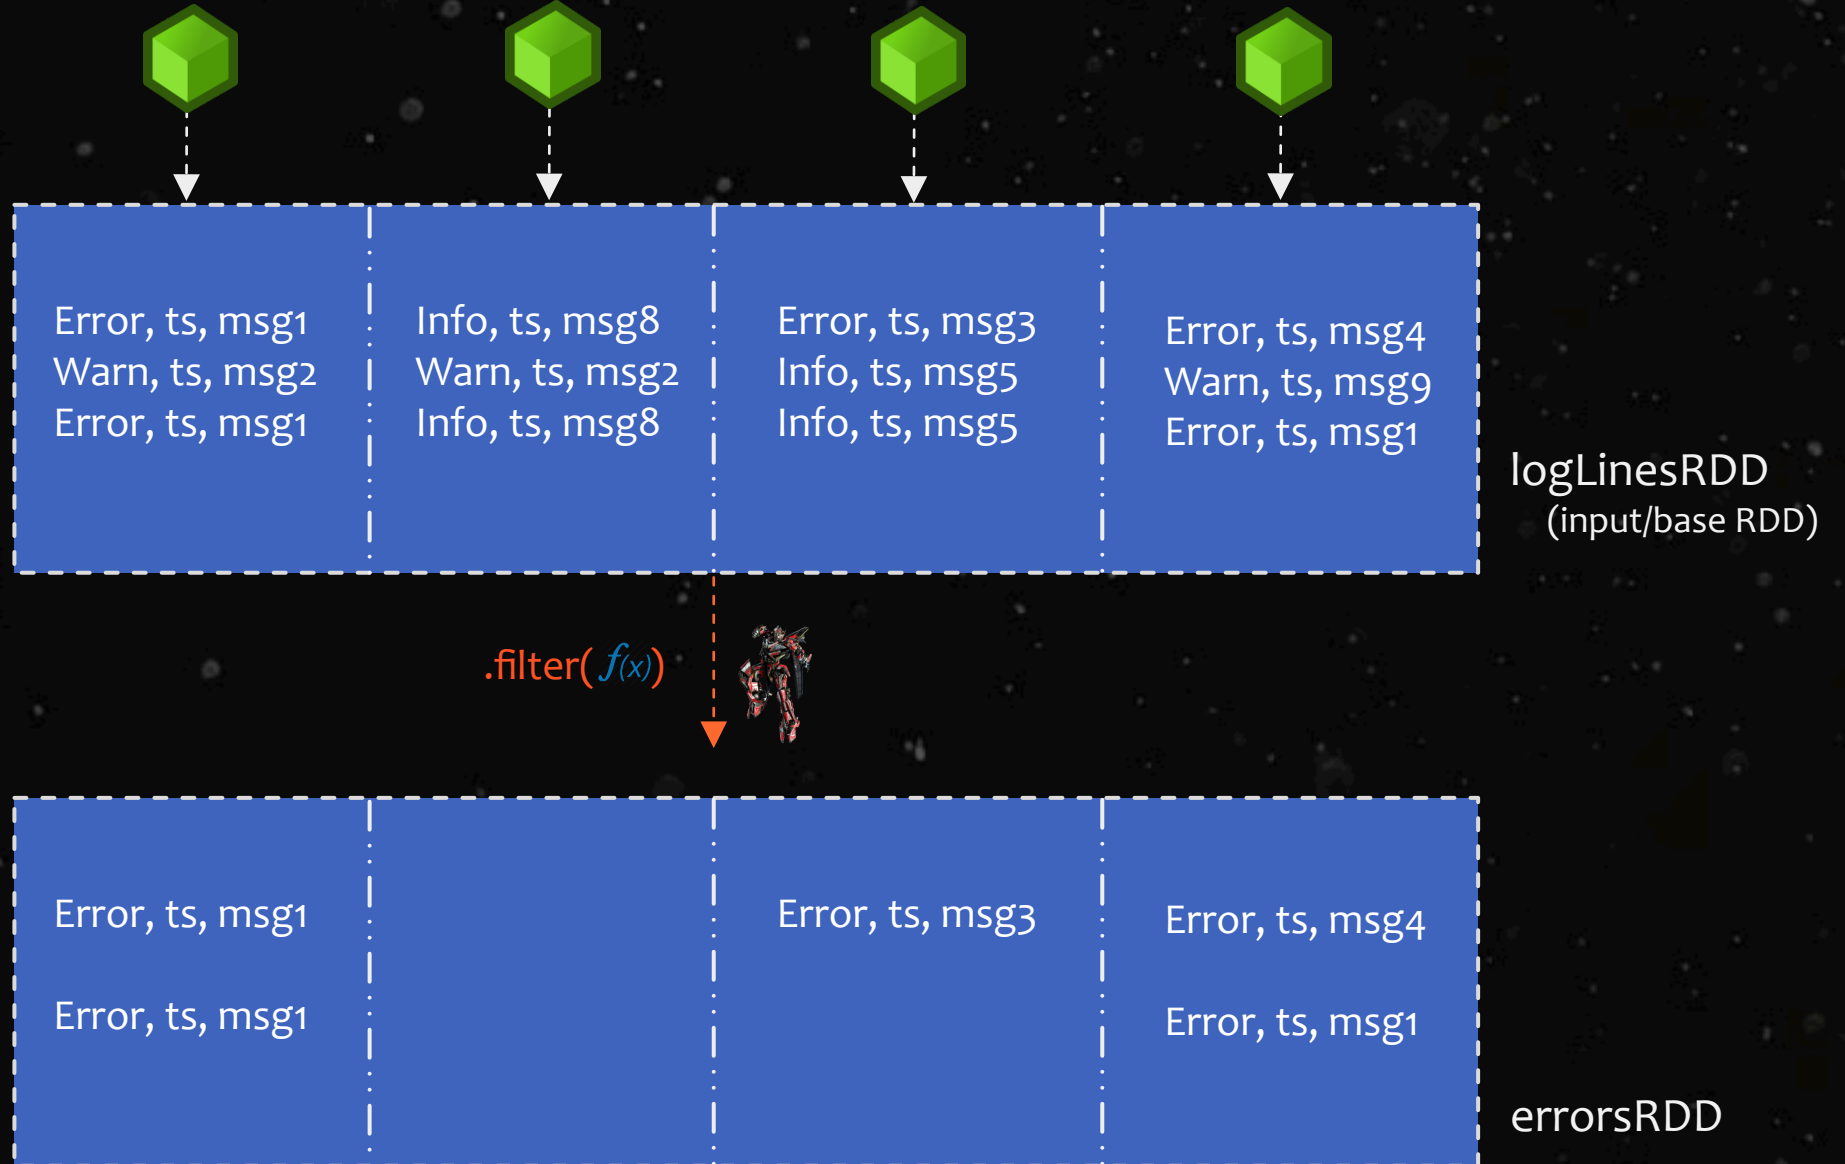 Error, ts, msg1
Warn, ts, msg2
Error, ts, msg1
Info, ts, msg8
Warn, ts, msg2
Info, ts, msg8
Error, ts, msg3
Info, ts, msg5
Info, ts, msg5
Error, ts, msg4
Warn, ts, msg9
Error, ts, msg1
logLinesRDD
(input/base RDD)
.filter( f(x) )
Error, ts, msg1
Error, ts, msg1
Error, ts, msg3
Error, ts, msg4
Error, ts, msg1
errorsRDD